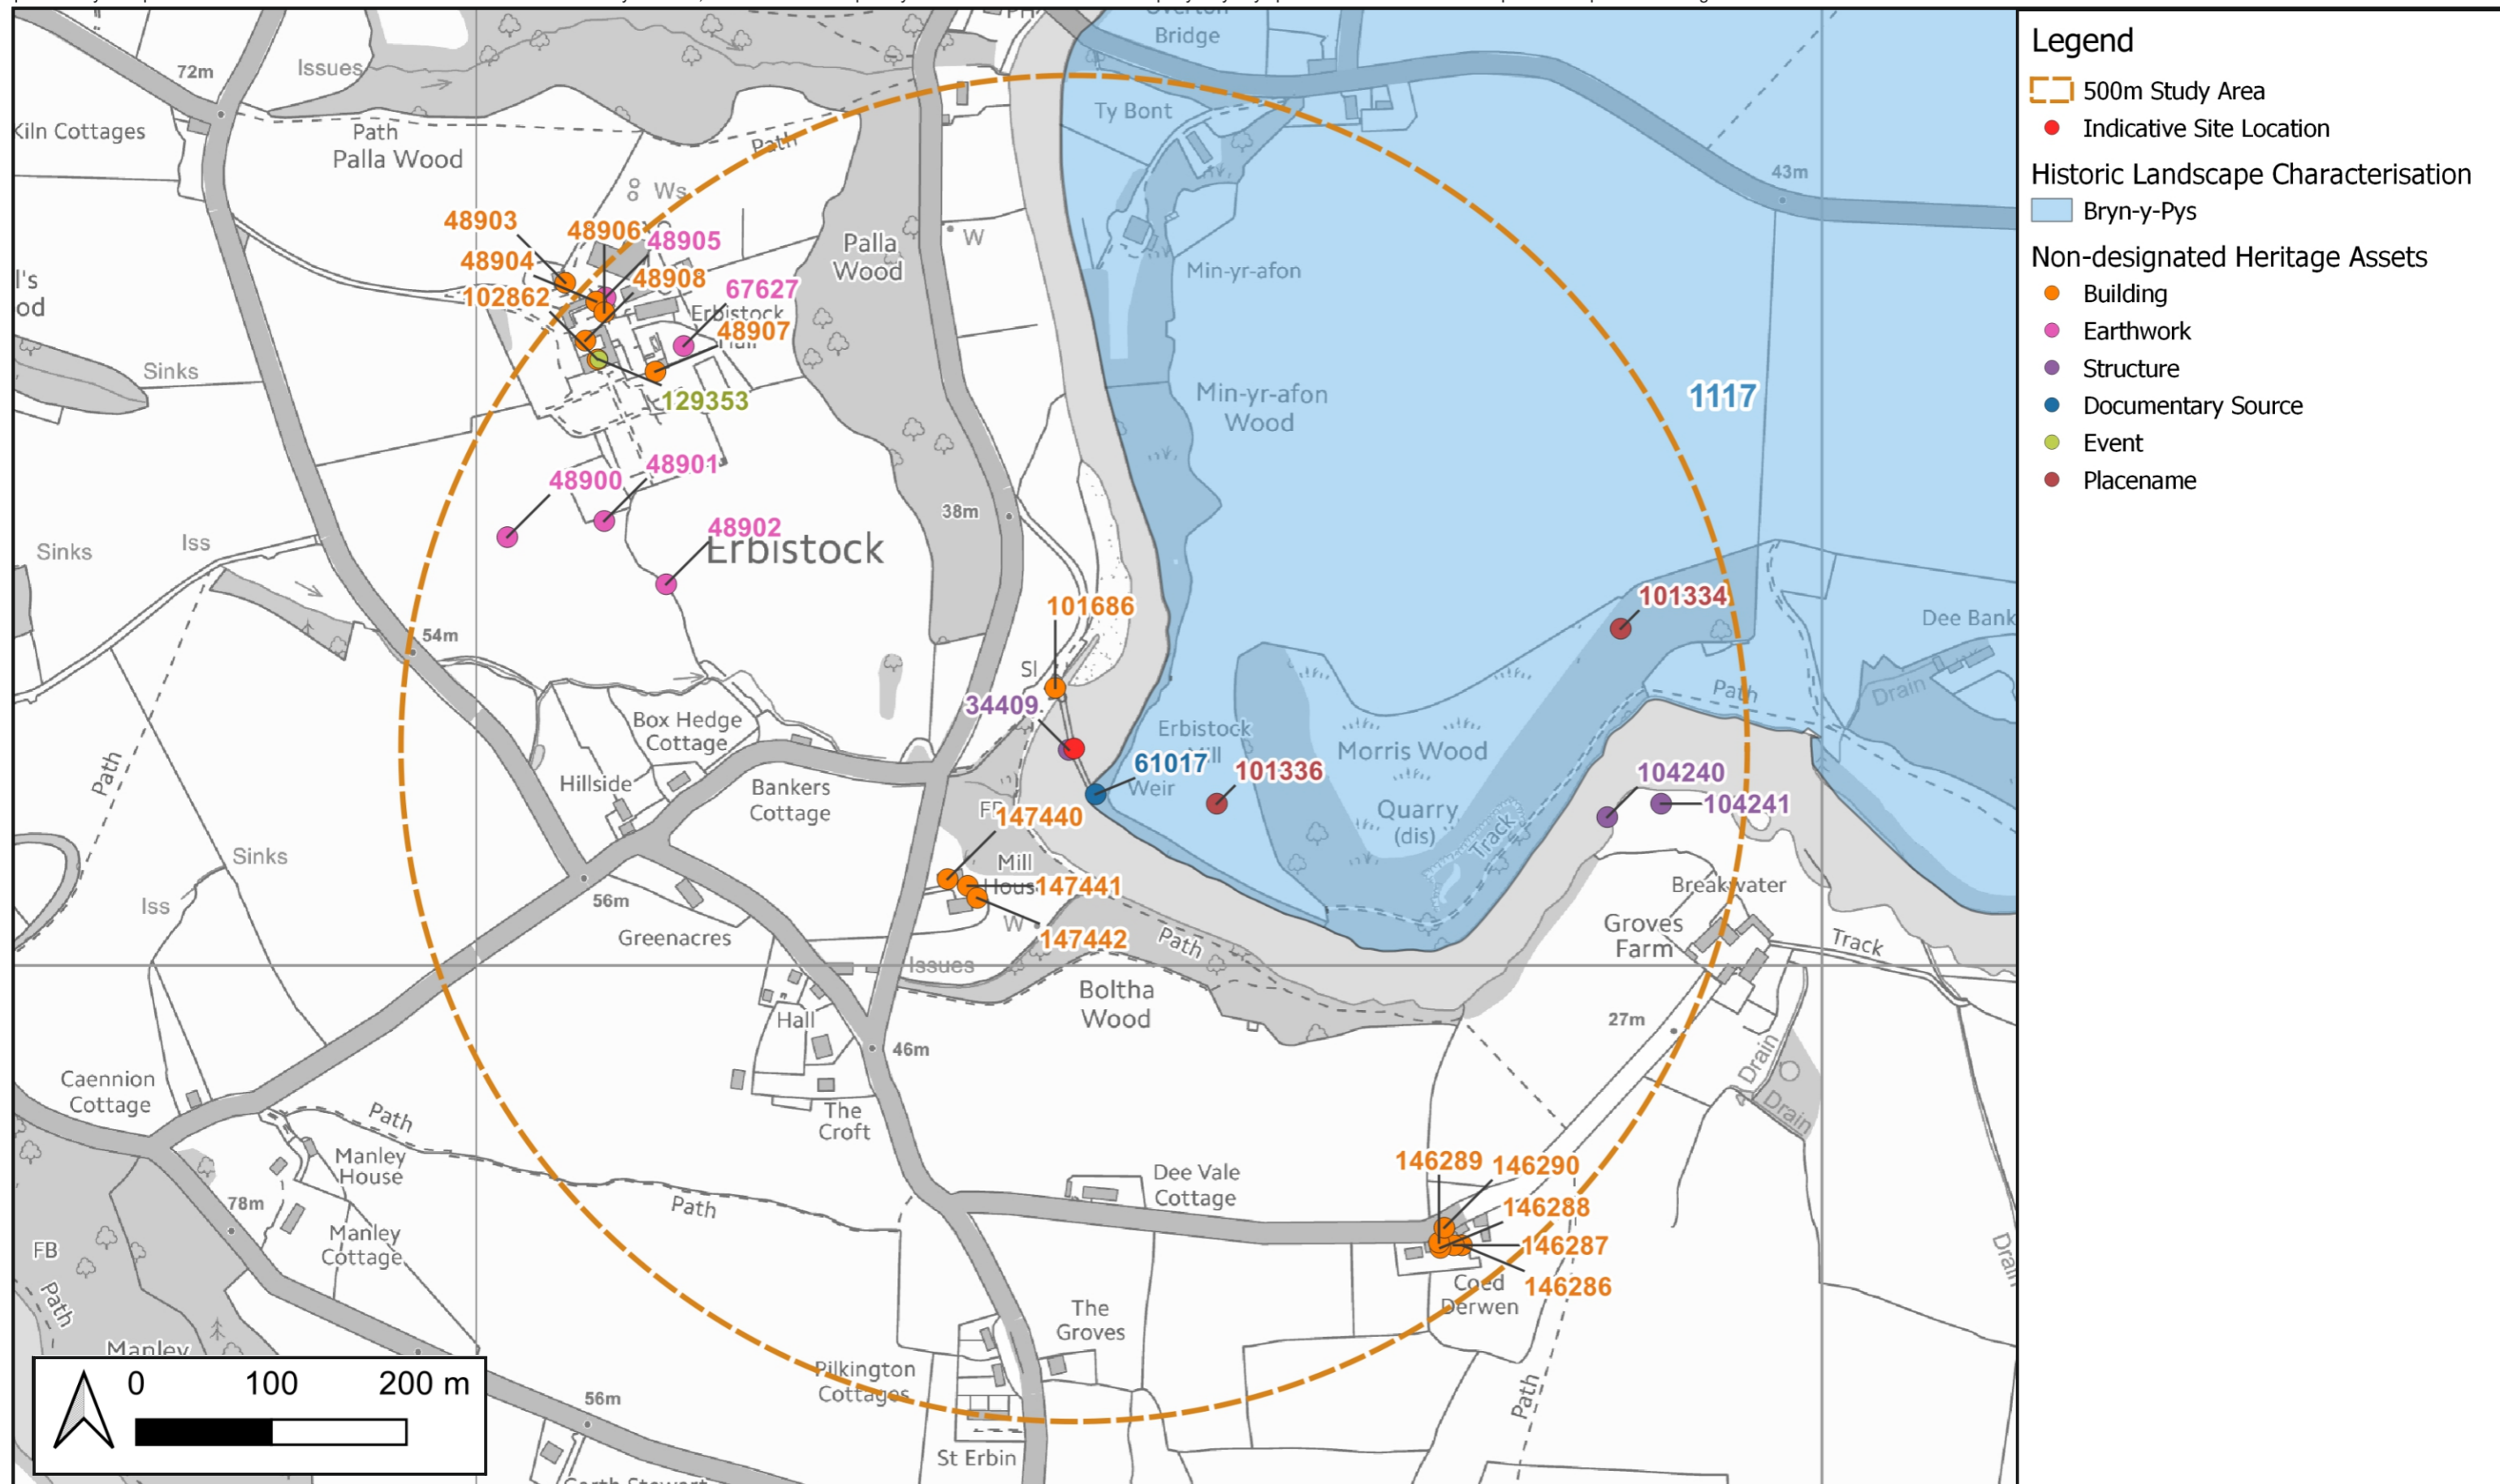 Bridge
72m
Issues
Ty Bont
Kiln Cottages
Path
Palla Wood
Path
43m
Ws
48903
48906
48905
48904
48908
Palla
Wood
W
102862
67627
Erbistock
48907
Min-yr-afon
Sinks
129353
Min-yr-afon
Wood
1117
48901
48900
38m
48902
Erbistock
Sinks
Iss
101686
101334
Dee Bank
54m
Sl
34409
Path
Drain
Box Hedge
Cottage
Erbistock
Morris Wood
61017
101336
Weir
104240
Hillside
Bankers
Cottage
Path
Quarry
(dis)
104241
147440
Track
Mill
147441
Sinks
Breakwater
Iss
56m
W
147442
Greenacres
Path
Groves
Farm
Track
Issues
Boltha
Wood
Hall
27m
46m
Drain
Drain
Caennion
Cottage
Path
The
Croft
Manley
House
146289
146290
Dee Vale
Cottage
78m
Path
146288
Manley
Cottage
FB
146287
Drain
Path
146286
Coed
Derwen
The
Groves
Manley
Pilkington
Cottages
56m
Path
St Erbin
0 100 200 m
Legend
500m Study Area
Indicative Site Location
Historic Landscape Characterisation
Bryn-y-Pys
Non-designated Heritage Assets
Building
Earthwork
Structure
Documentary Source
Event
Placename